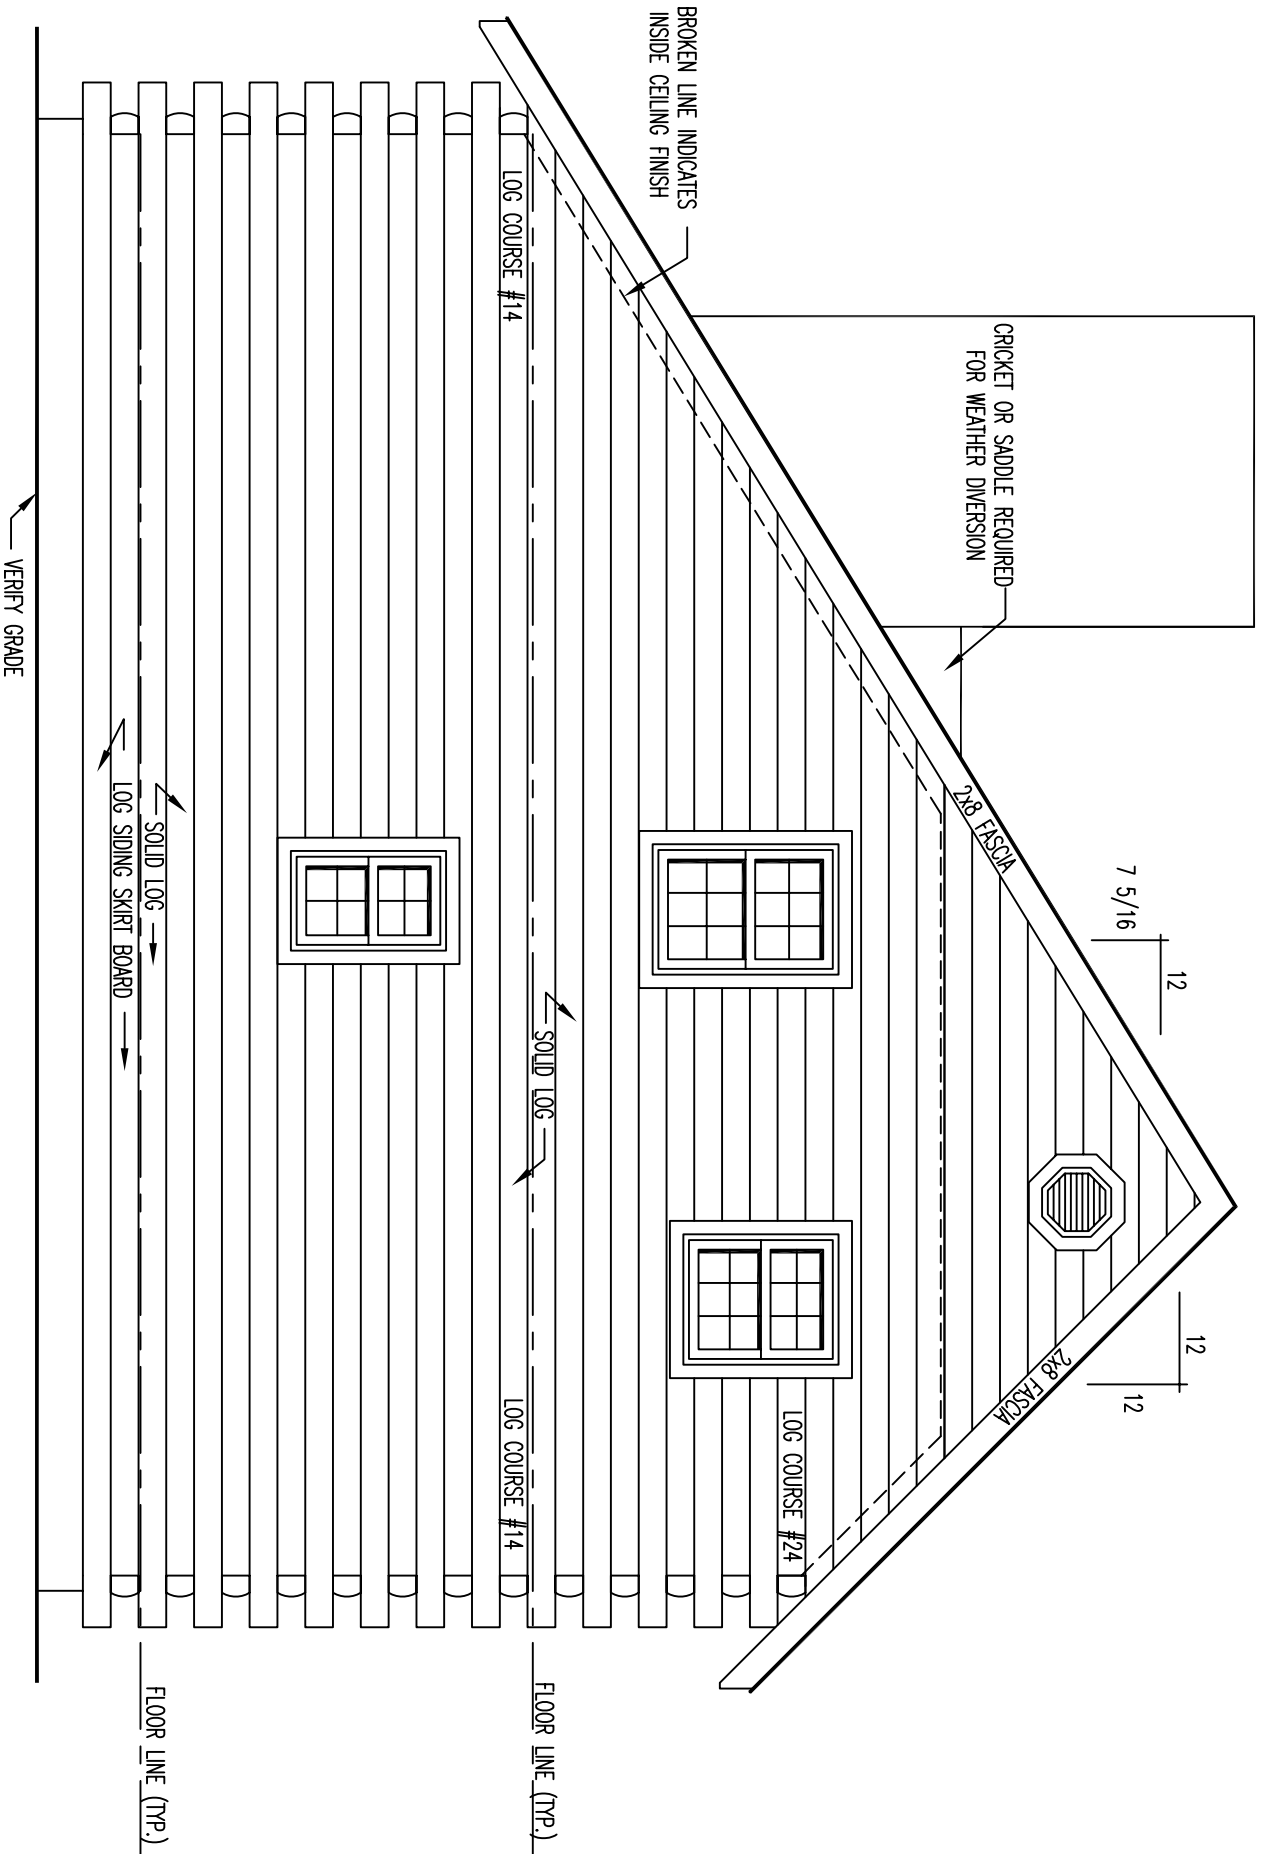 12
12
7 5/16
12
2x8 FASCIA
2x8 FASCIA
CRICKET OR SADDLE REQUIRED
FOR WEATHER DIVERSION
BROKEN LINE INDICATES
INSIDE CEILING FINISH
LOG COURSE #24
SOLID LOG
FLOOR LINE (TYP.)
LOG COURSE #14
LOG COURSE #14
SOLID LOG
FLOOR LINE (TYP.)
LOG SIDING SKIRT BOARD
VERIFY GRADE